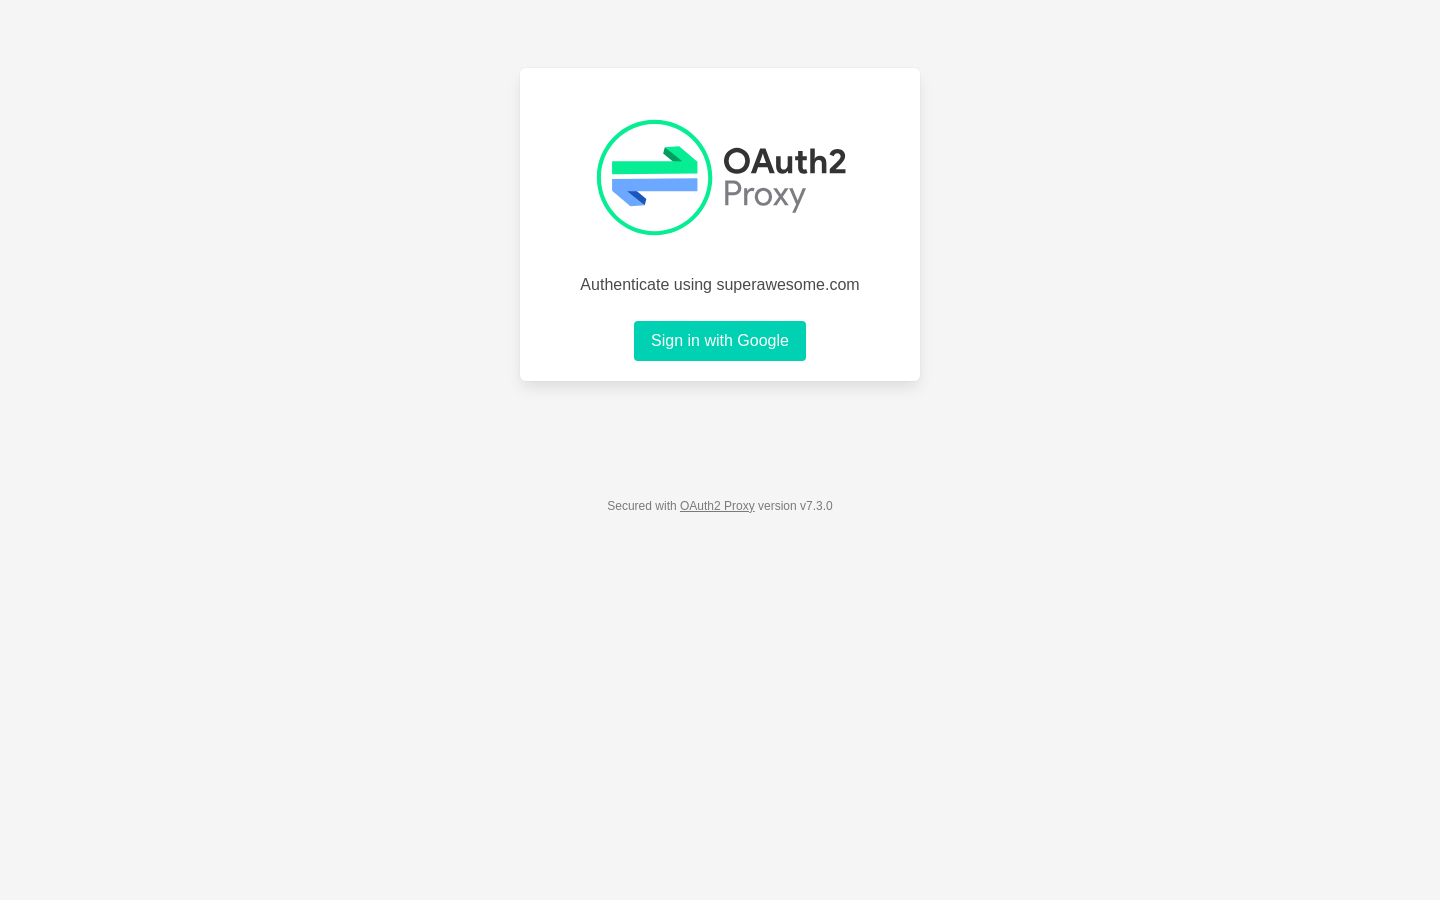 OAuth2
Proxy
Authenticate using superawesome.com
Sign in with Google
Secured with OAuth2 Proxy version v7.3.0